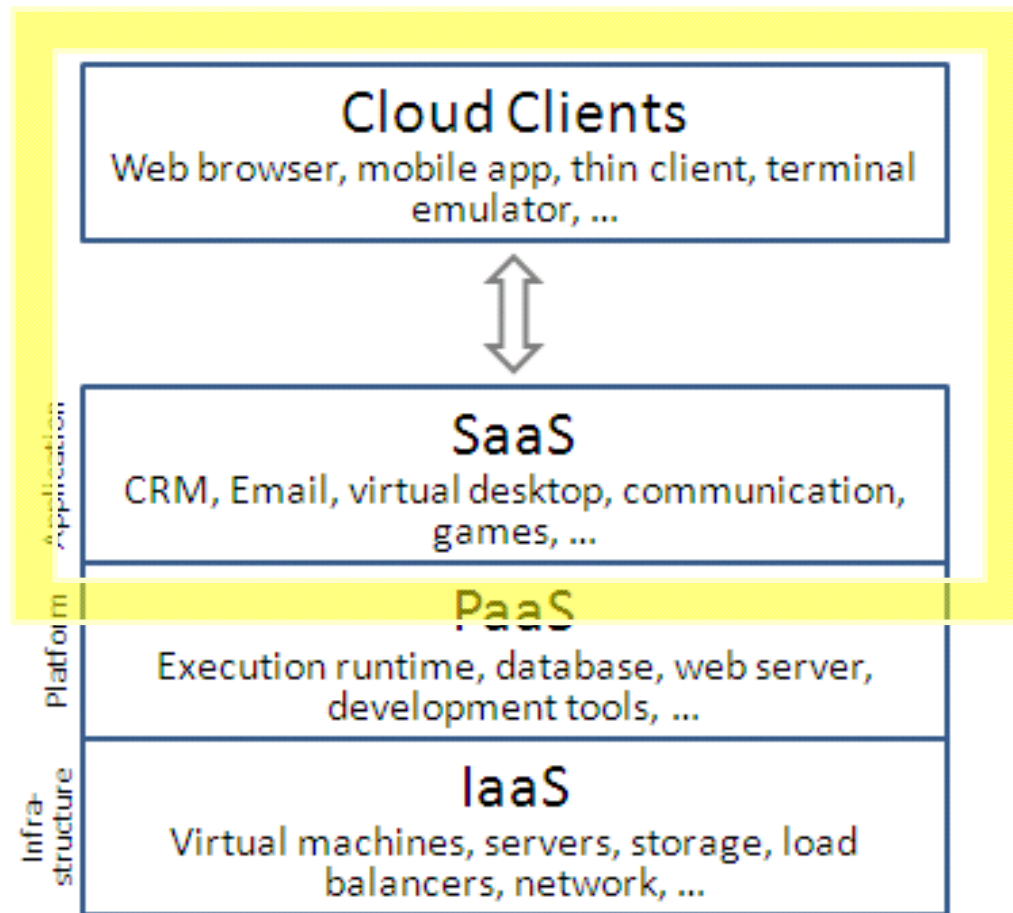 Cloud Clients
Web browser, mobile app, thin client, terminal
emulator, ...
Application
SaaS
CRM, Email, virtual desktop, communication,
games, ...
Platform
PaaS
Execution runtime, database, web server,
development tools, ...
Infra-
structure
IaaS
Virtual machines, servers, storage, load
balancers, network, ...